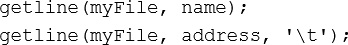 getline(myFile, name);
getline(myFile, address, '\t');